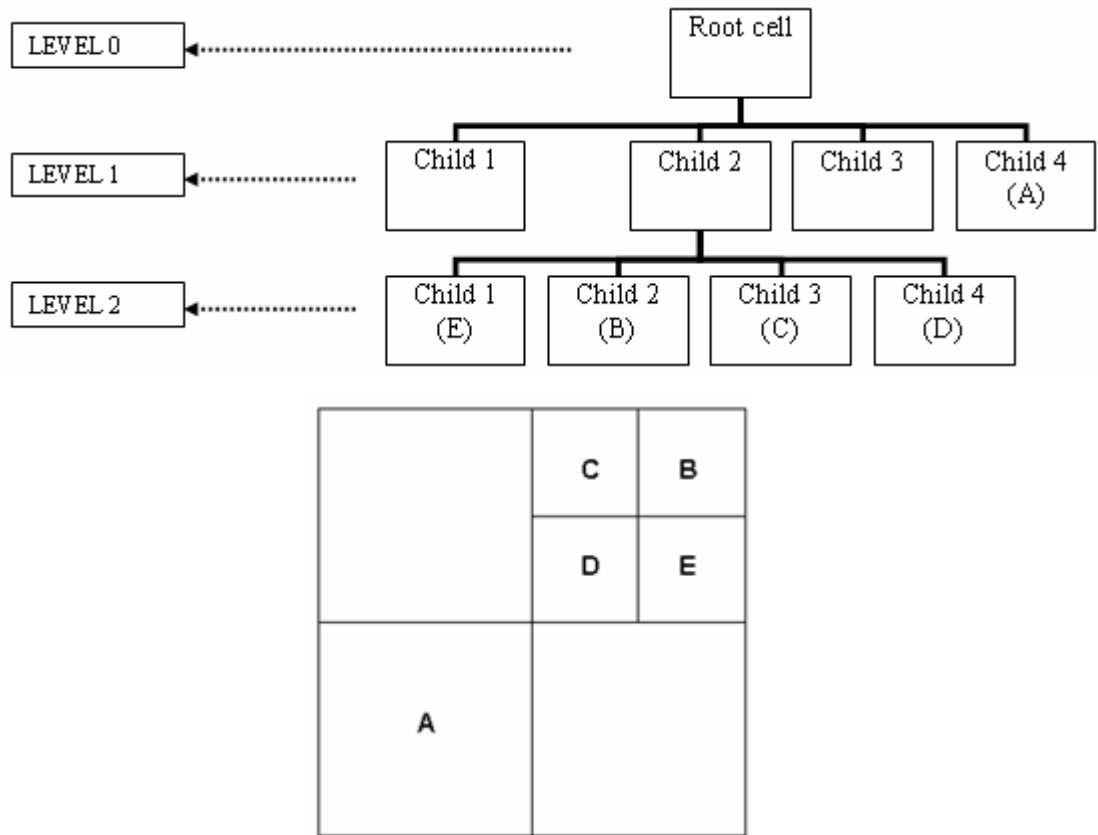 LEVEL 0
Root cell
LEVEL 1
Child 1
Child 2
Child 3
Child 4
(A)
LEVEL 2
Child 1
(E)
Child 2
(B)
Child 3
(C)
Child 4
(D)
C
B
D
E
A